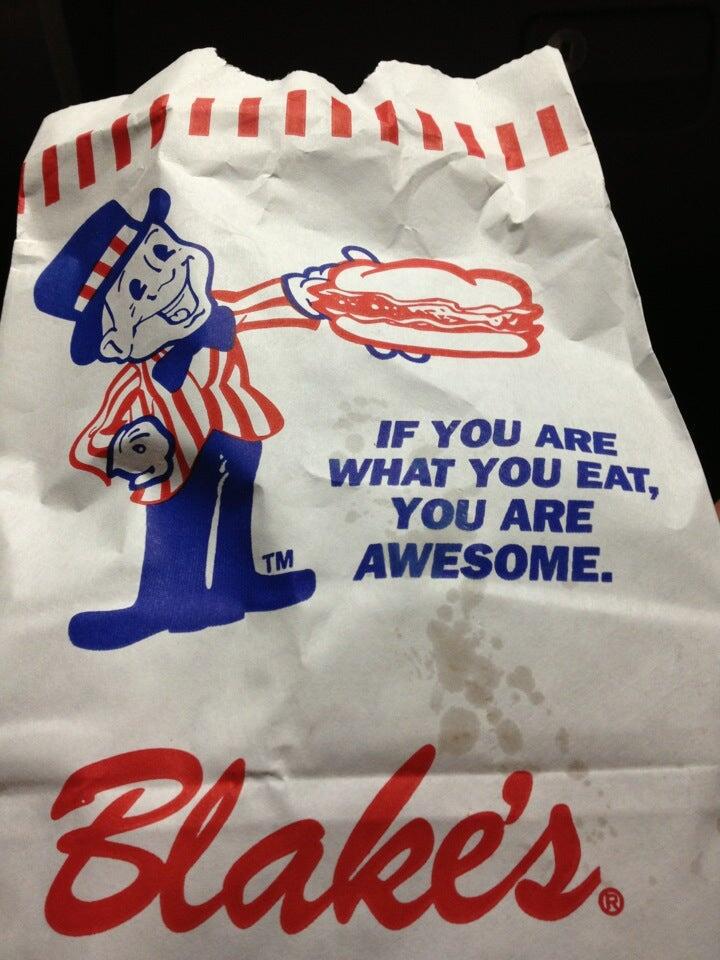 IF YOU ARE
WHAT YOU EAT,
YOU ARE
AWESOME.
TM
Blake's®